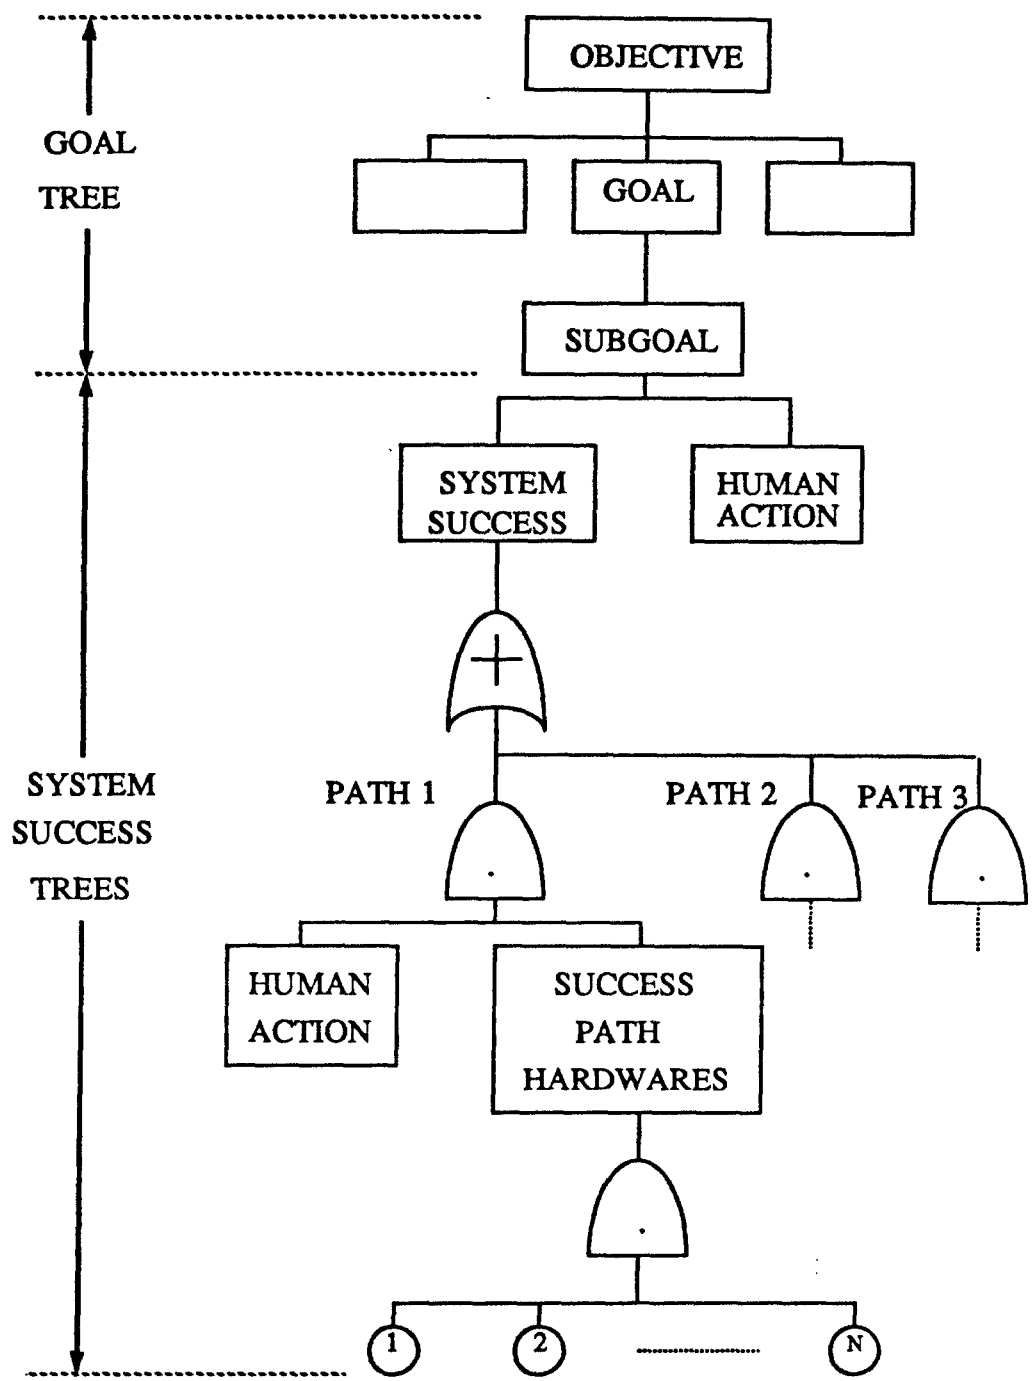 OBJECTIVE
GOAL
TREE
GOAL
SUBGOAL
SYSTEM
SUCCESS
HUMAN
ACTION
SYSTEM
SUCCESS
TREES
PATH 1
PATH 2
PATH 3
HUMAN
ACTION
SUCCESS
PATH
HARDWARES
1
2
N